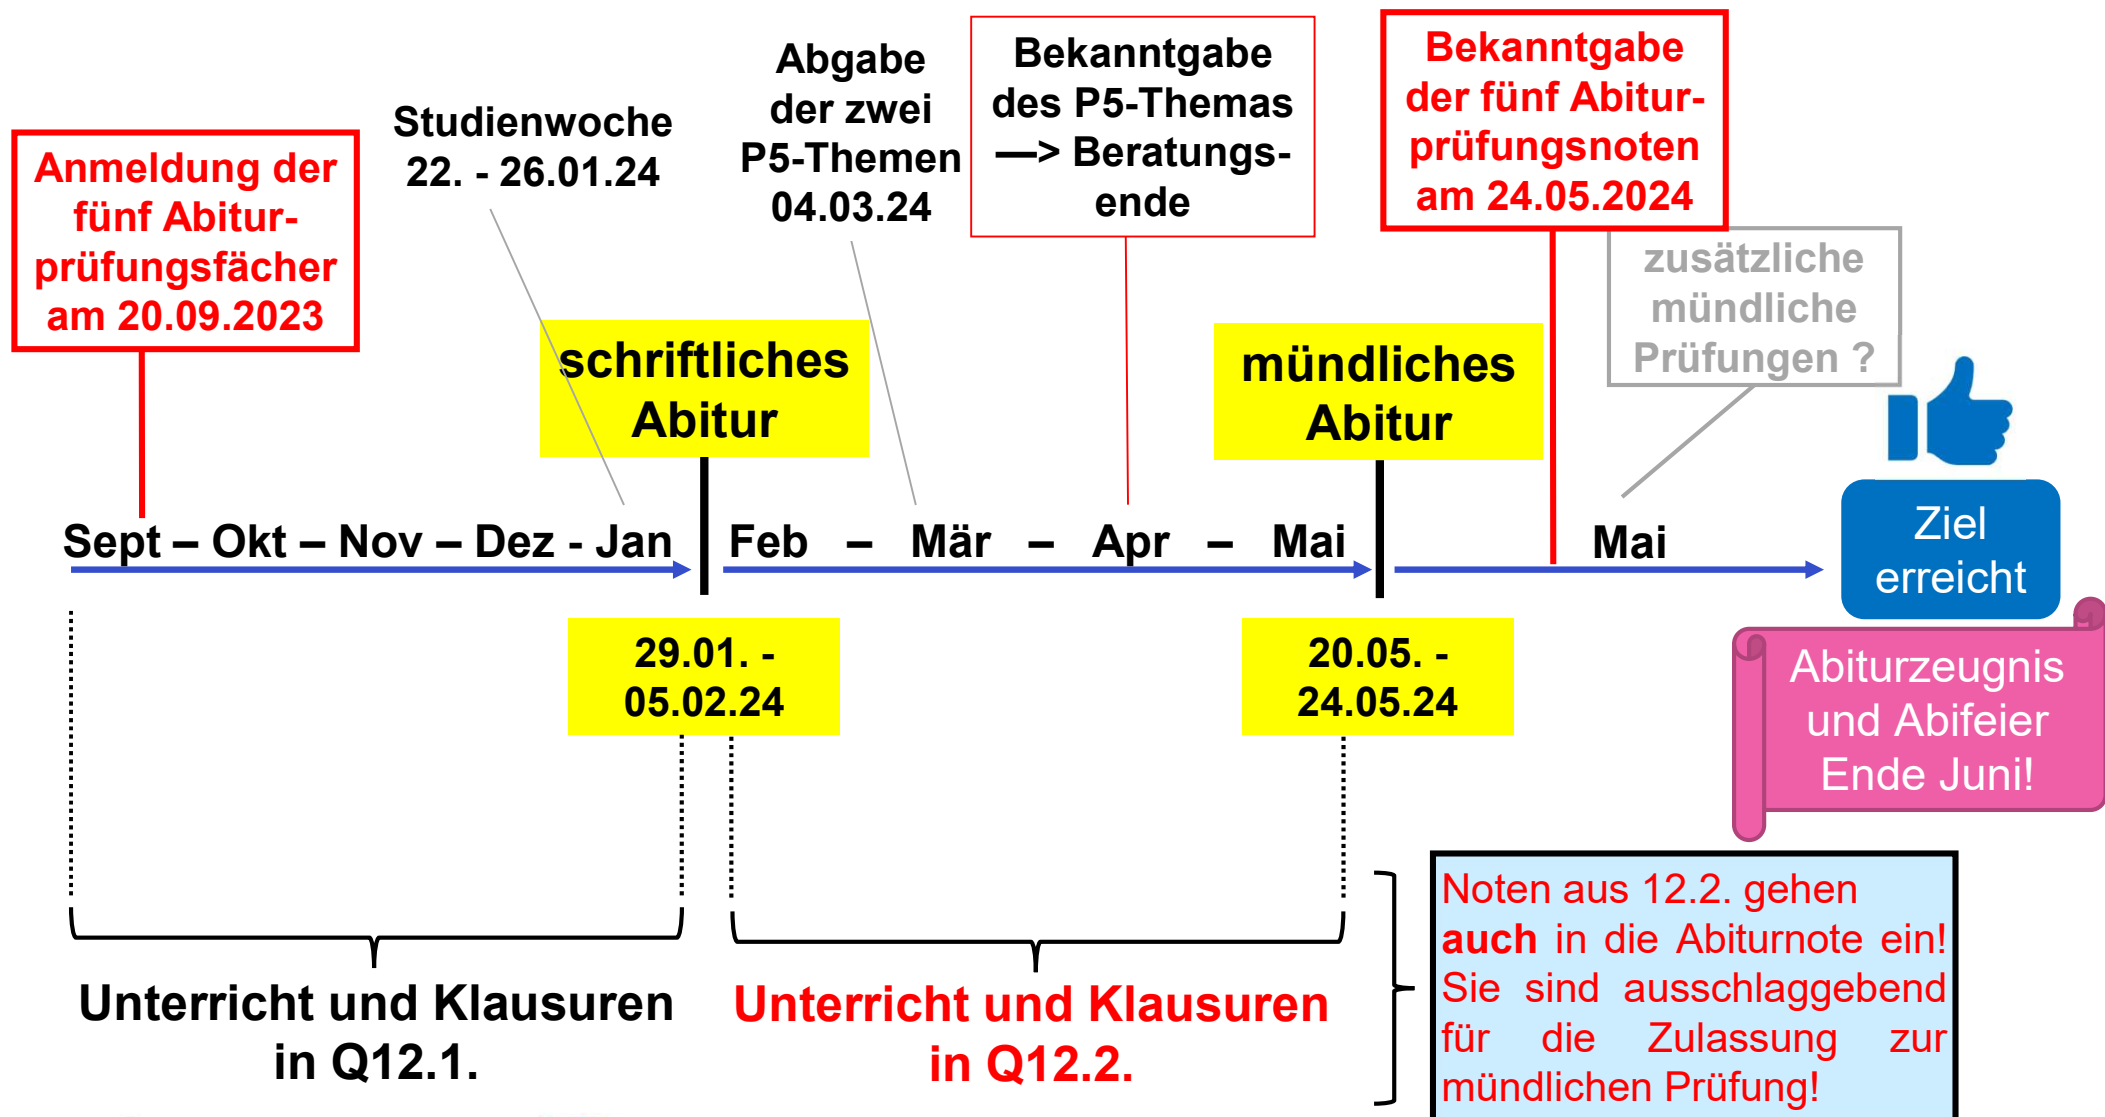 Anmeldung der
fünf Abitur-
prüfungsfächer
am 20.09.2023
Studienwoche
22. - 26.01.24
Abgabe
der zwei
P5-Themen
04.03.24
Bekanntgabe
des P5-Themas
—> Beratungs-
ende
Bekanntgabe
der fünf Abitur-
prüfungsnoten
am 24.05.2024
zusätzliche
mündliche
Prüfungen ?
schriftliches
Abitur
mündliches
Abitur
Sept – Okt – Nov – Dez - Jan
Feb – Mär – Apr – Mai
Mai
Ziel
erreicht
29.01. -
05.02.24
20.05. -
24.05.24
Abiturzeugnis
und Abifeier
Ende Juni!
Unterricht und Klausuren
in Q12.1.
Unterricht und Klausuren
in Q12.2.
Noten aus 12.2. gehen
auch in die Abiturnote ein!
Sie sind ausschlaggebend
für die Zulassung zur
mündlichen Prüfung!